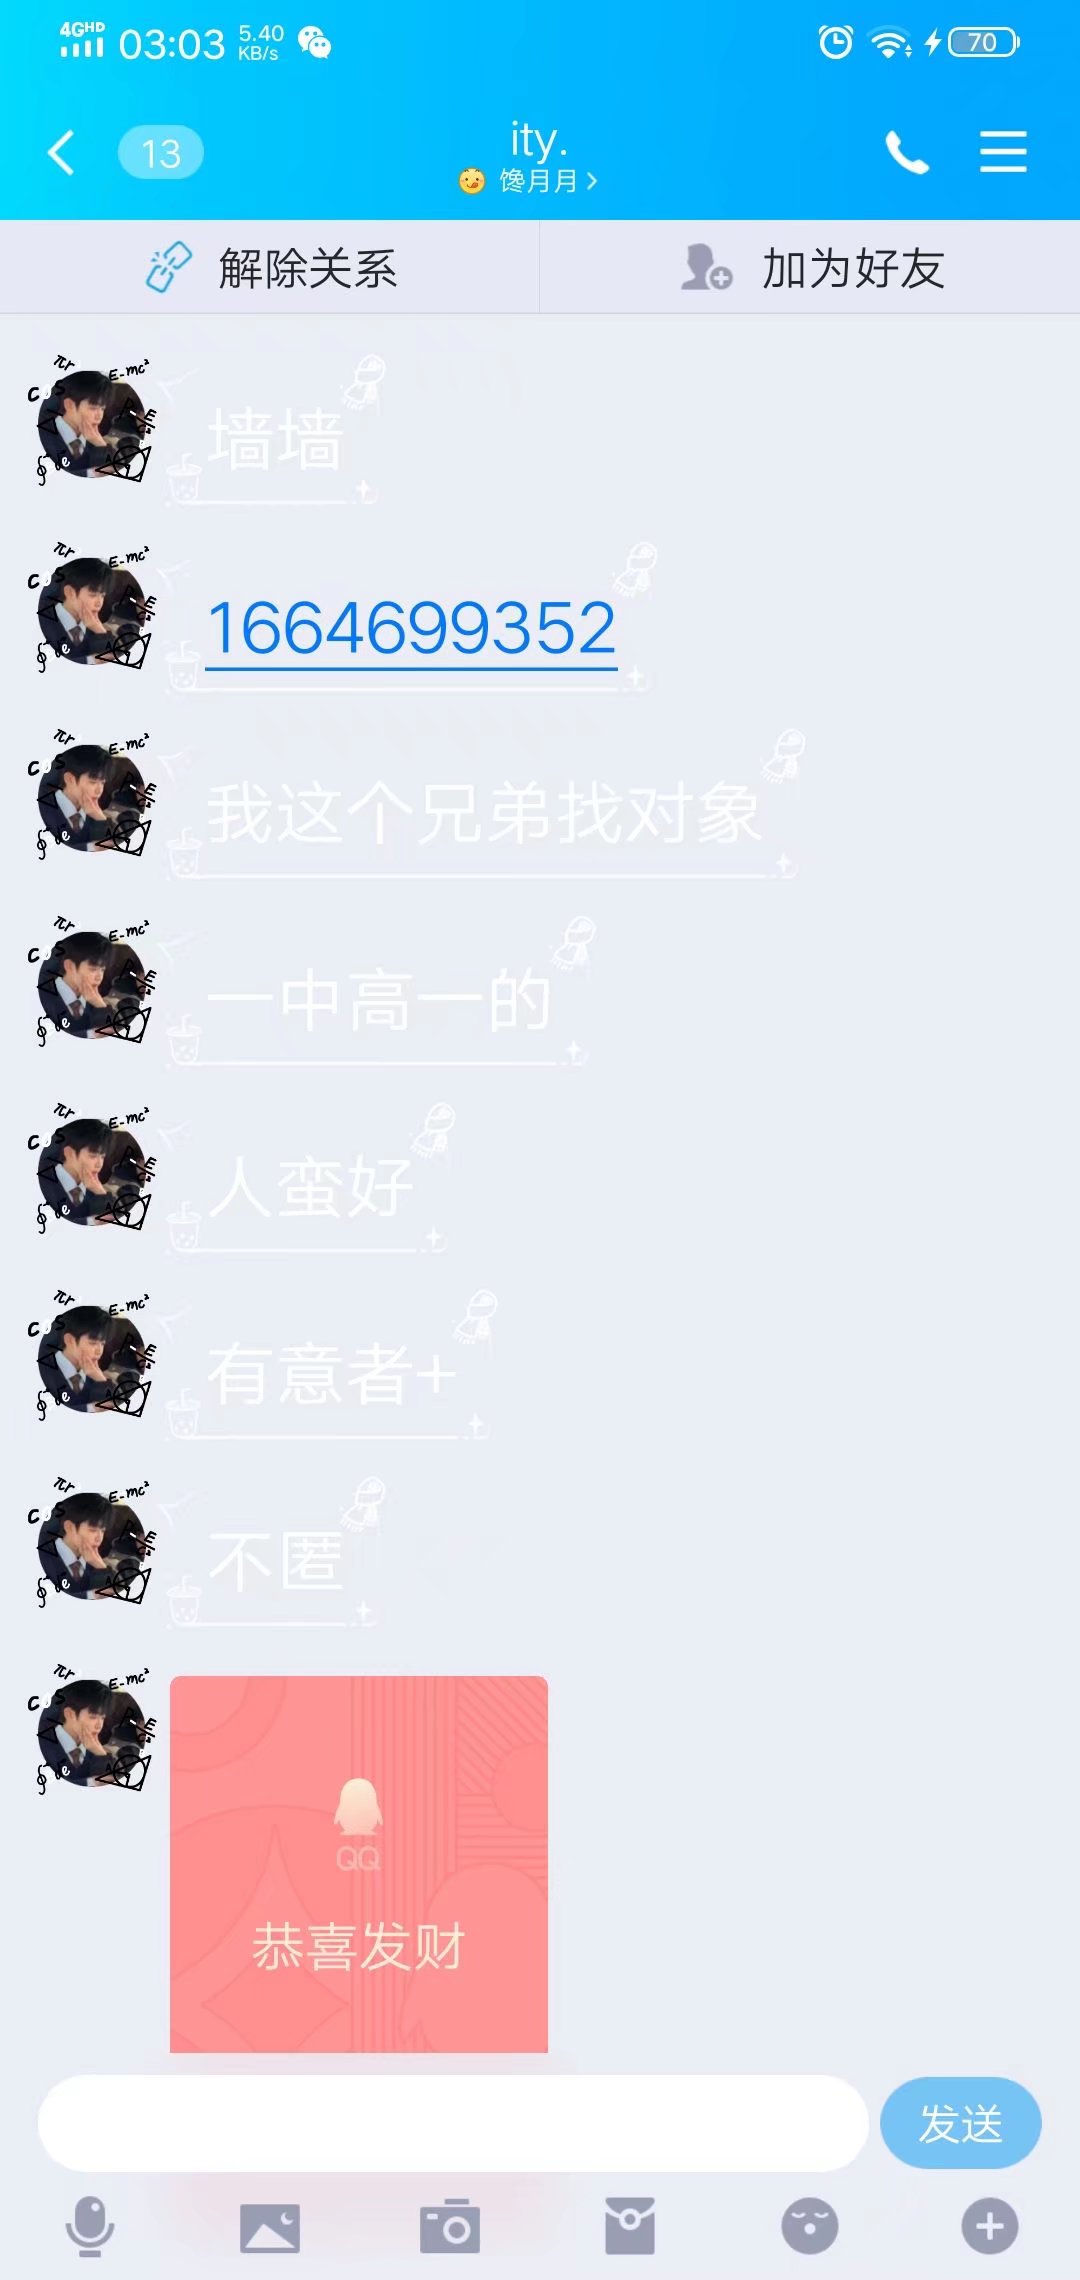 4GHD 03:03 5.40 KB/s 70
13
ity.
馋月月
解除关系 加为好友
墙墙
1664699352
我这个兄弟找对象
一中高一的
人蛮好
有意者+
不匿
QQ
恭喜发财
发送